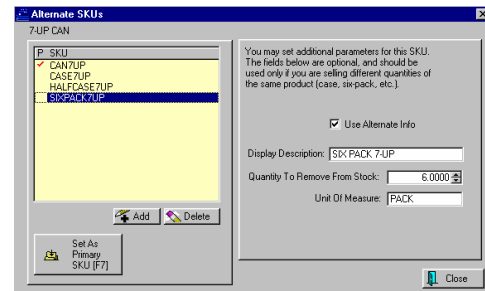 Alternate SKUs
7-UP CAN
P SKU
CAN7UP
CASE7UP
HALFCASE7UP
SIXPACK7UP
Add
Delete
Set As
Primary
SKU [F7]
You may set additional parameters for this SKU.
The fields below are optional, and should be
used only if you are selling different quantities of
the same product (case, six-pack, etc.).
Use Alternate Info
Display Description: SIX PACK 7-UP
Quantity To Remove From Stock: 6.0000
Unit Of Measure: PACK
Close